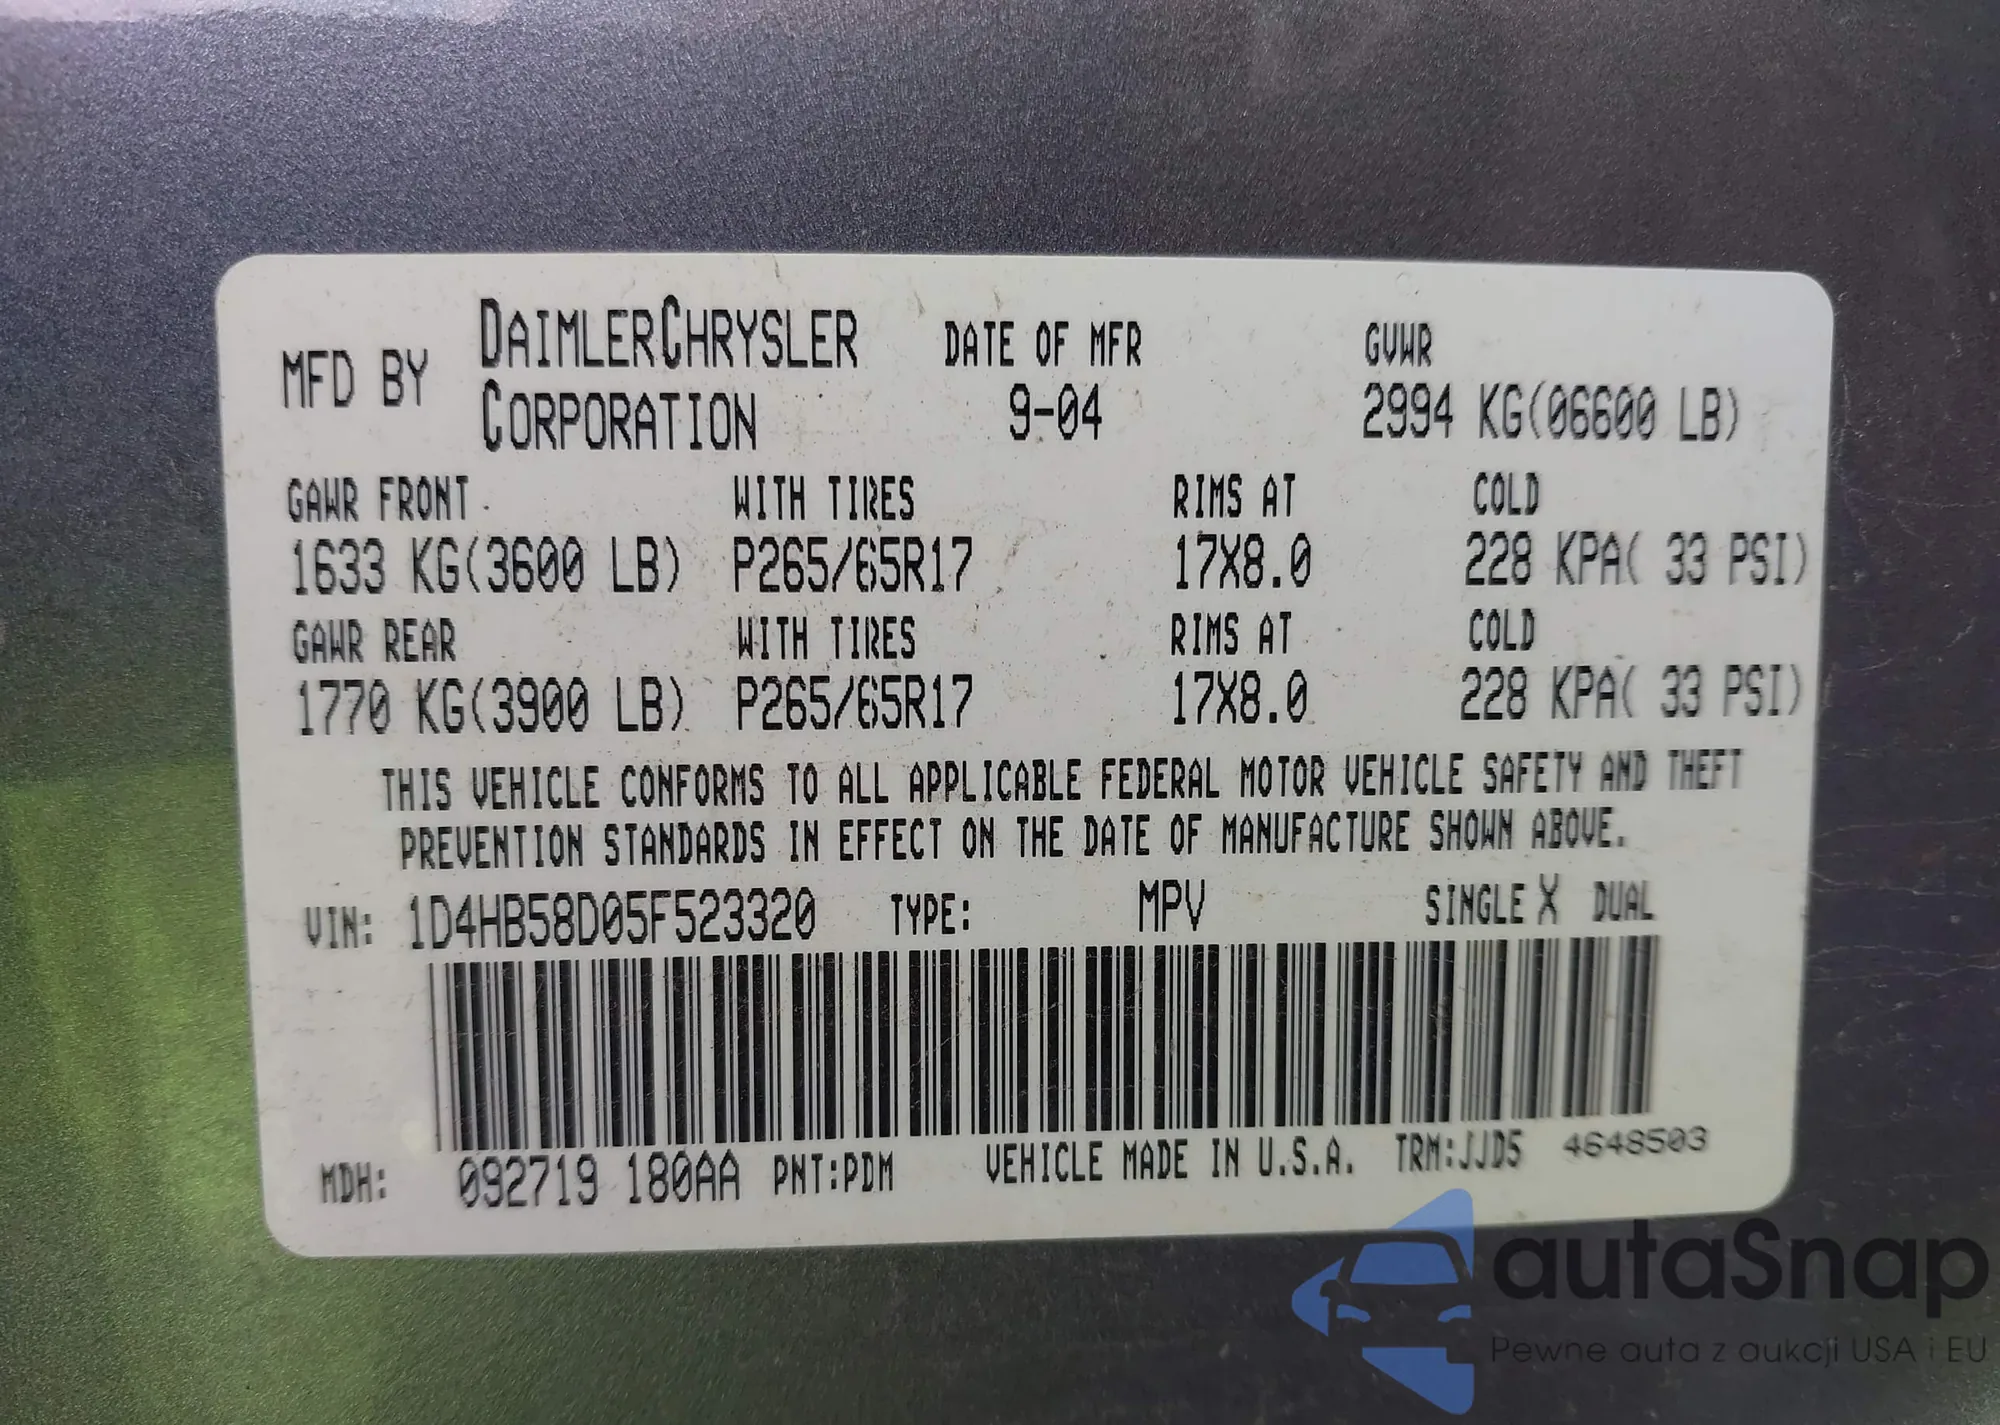 MFD BY DAIMLERCHRYSLER CORPORATION DATE OF MFR 9-04 GVWR 2994 KG(06600 LB)
GAWR FRONT WITH TIRES RIMS AT COLD
1633 KG(3600 LB) P265/65R17 17X8.0 228 KPA( 33 PSI)
GAWR REAR WITH TIRES RIMS AT COLD
1770 KG(3900 LB) P265/65R17 17X8.0 228 KPA( 33 PSI)
THIS VEHICLE CONFORMS TO ALL APPLICABLE FEDERAL MOTOR VEHICLE SAFETY AND THEFT
PREVENTION STANDARDS IN EFFECT ON THE DATE OF MANUFACTURE SHOWN ABOVE.
VIN: 1D4HB58D05F523320 TYPE: MPV SINGLE X DUAL
MDH: 092719 180AA PNT:PDM VEHICLE MADE IN U.S.A. TRM:JJD5 4648503
autaSnap
Pewne auta z aukcji USA i EU